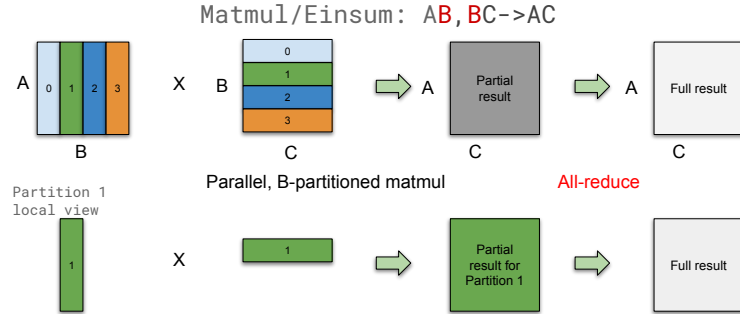 Matmul/Einsum: AB,BC->AC
A
0
1
2
3
B
X
B
0
1
2
3
C
A
Partial
result
C
A
Full result
C
Parallel, B-partitioned matmul
All-reduce
Partition 1
local view
1
X
1
Partial
result for
Partition 1
Full result